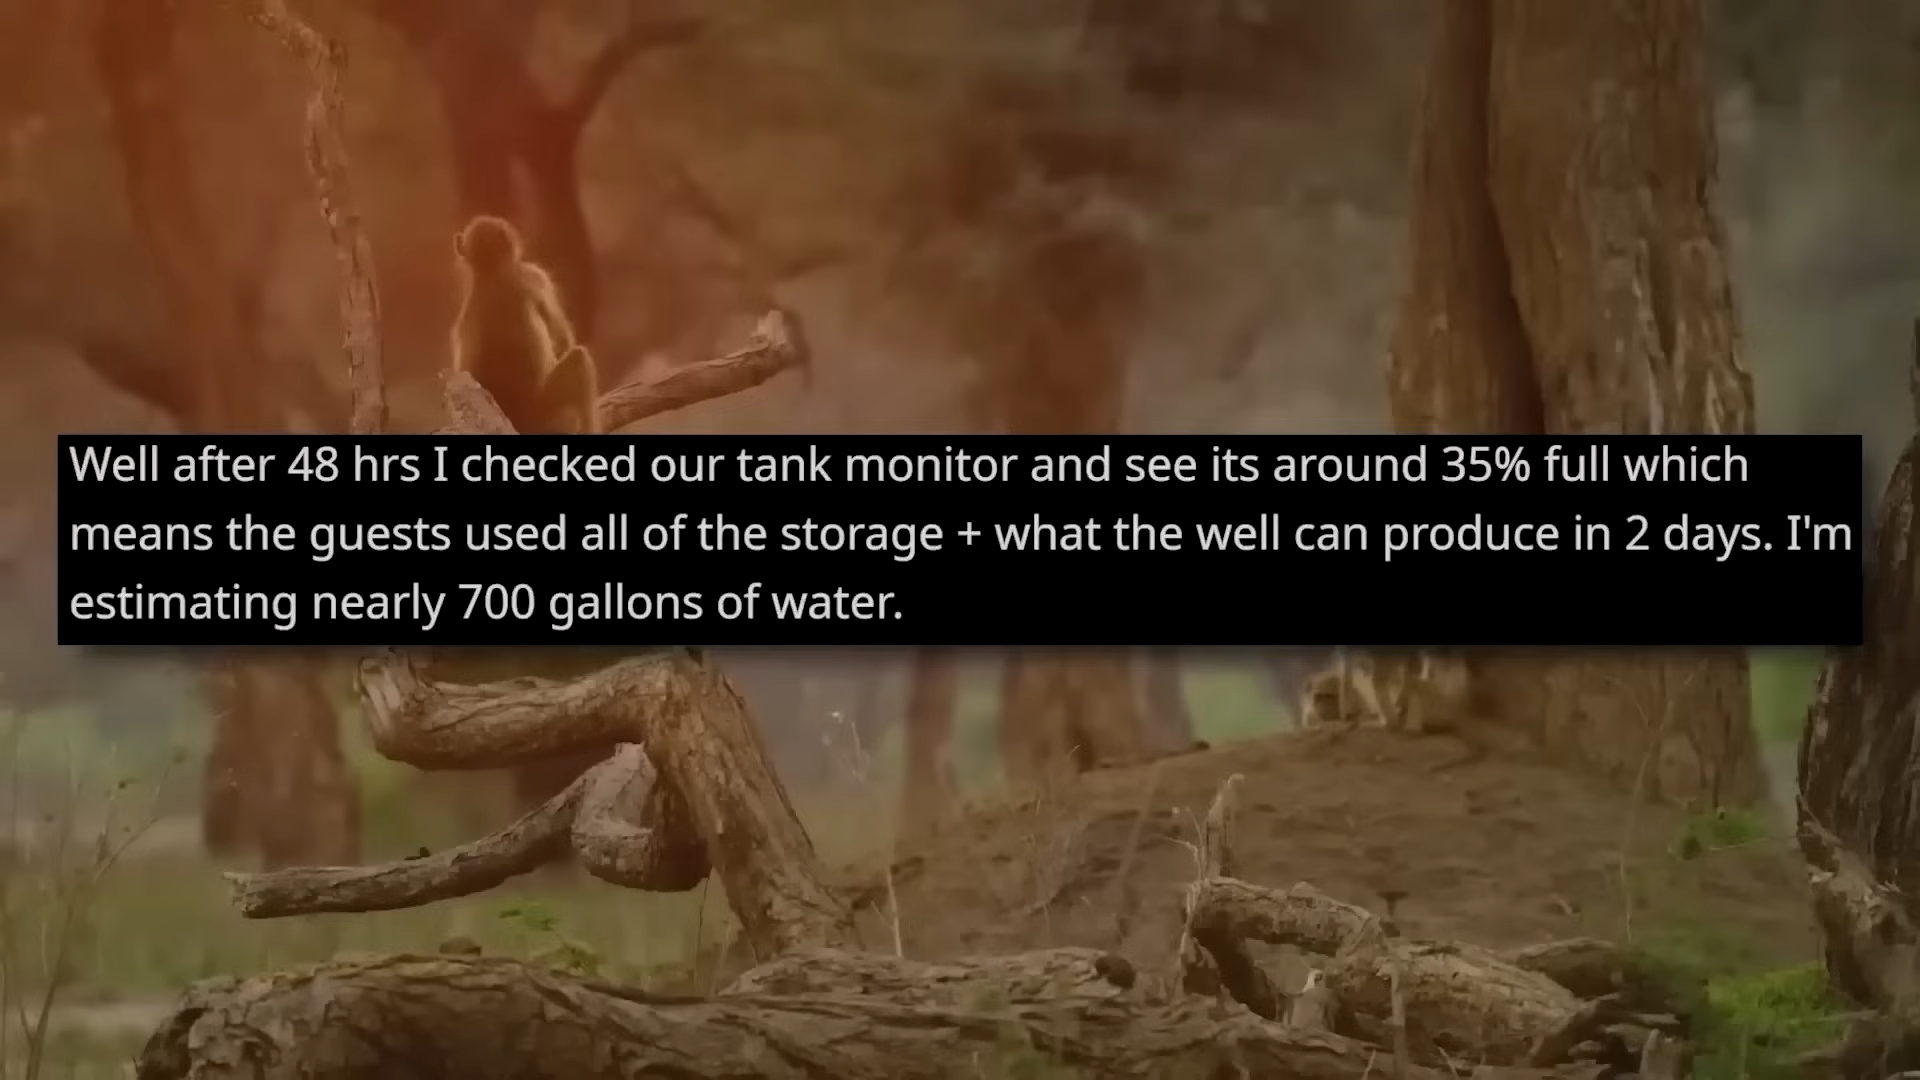 Well after 48 hrs I checked our tank monitor and see its around 35% full which
means the guests used all of the storage + what the well can produce in 2 days. I'm
estimating nearly 700 gallons of water.